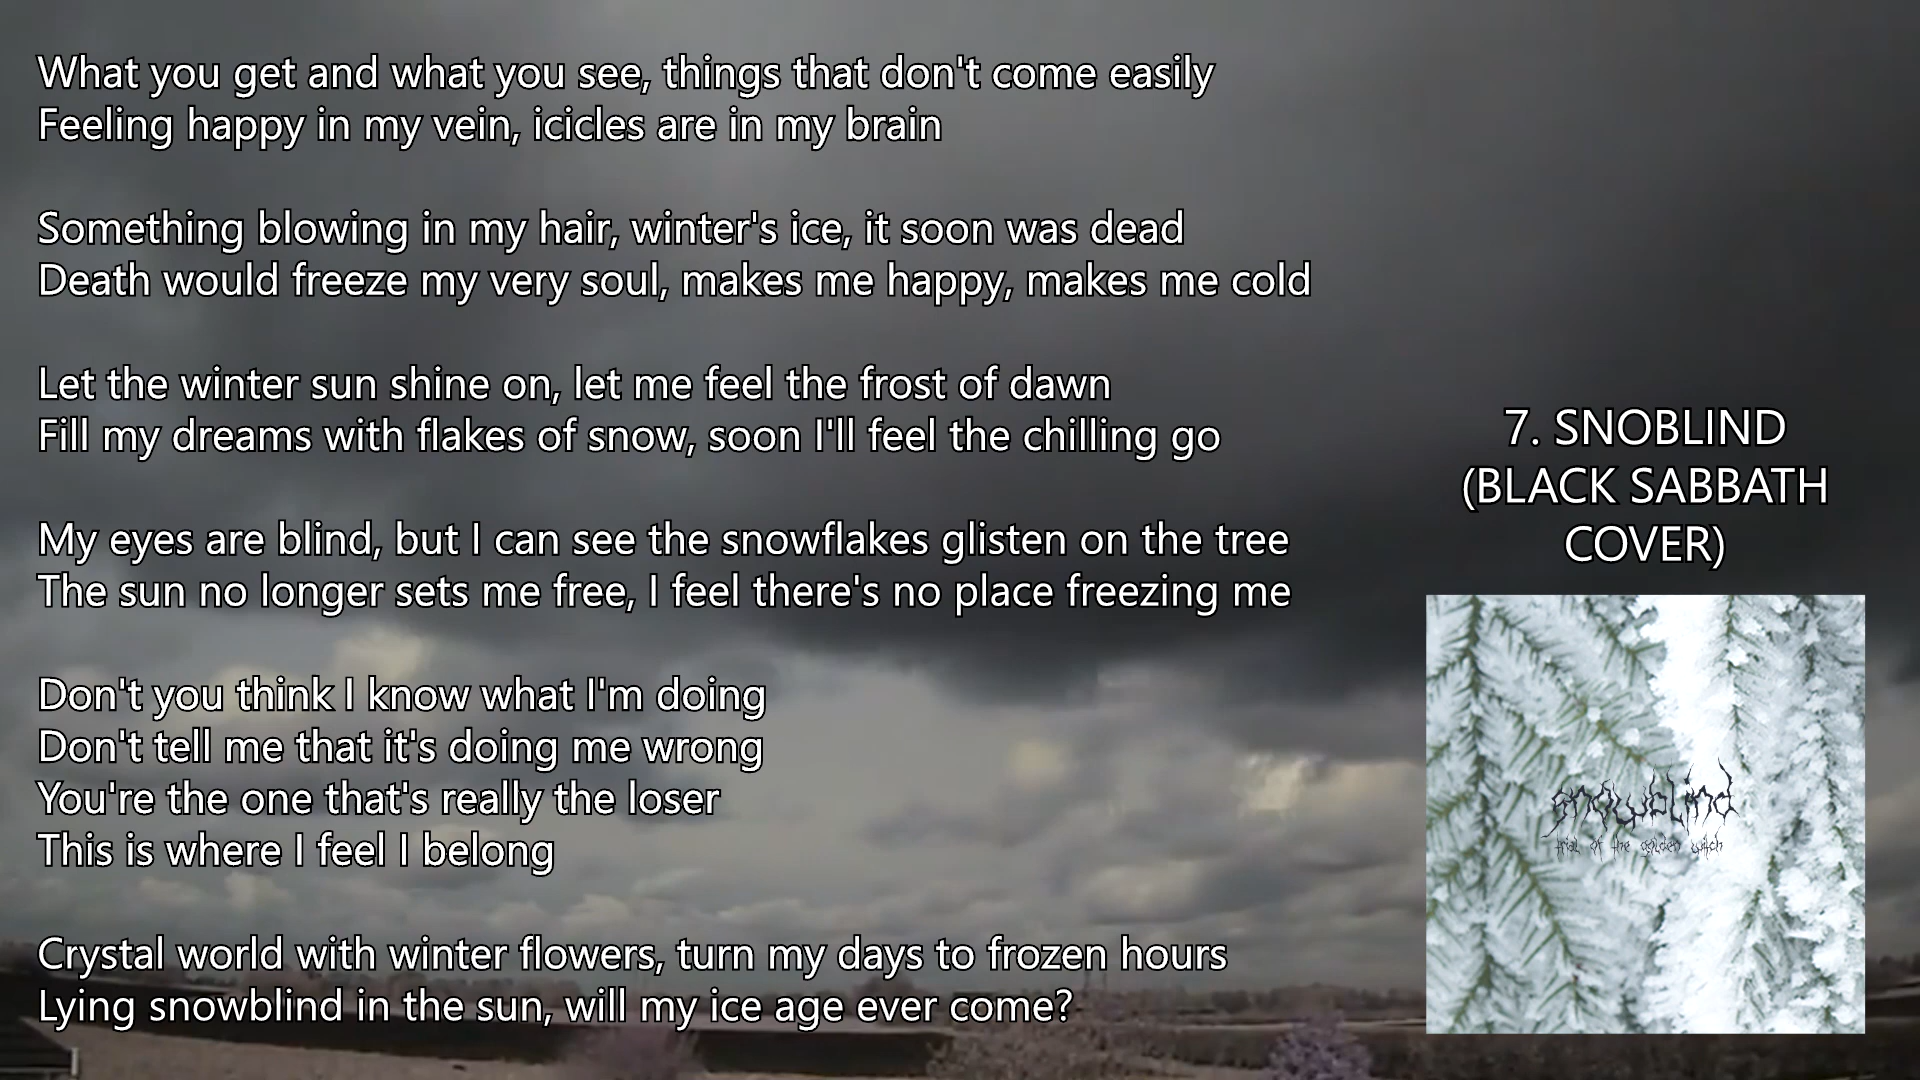 What you get and what you see, things that don't come easily
Feeling happy in my vein, icicles are in my brain
Something blowing in my hair, winter's ice, it soon was dead
Death would freeze my very soul, makes me happy, makes me cold
Let the winter sun shine on, let me feel the frost of dawn
Fill my dreams with flakes of snow, soon I'll feel the chilling go
My eyes are blind, but I can see the snowflakes glisten on the tree
The sun no longer sets me free, I feel there's no place freezing me
Don't you think I know what I'm doing
Don't tell me that it's doing me wrong
You're the one that's really the loser
This is where I feel I belong
Crystal world with winter flowers, turn my days to frozen hours
Lying snowblind in the sun, will my ice age ever come?
7. SNOBLIND
(BLACK SABBATH
COVER)
snowblind
trial of the golden witch